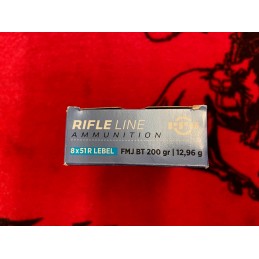 RIFLE LINE
AMMUNITION
8x51R LEBEL FMJ BT 200 gr | 12,96 g